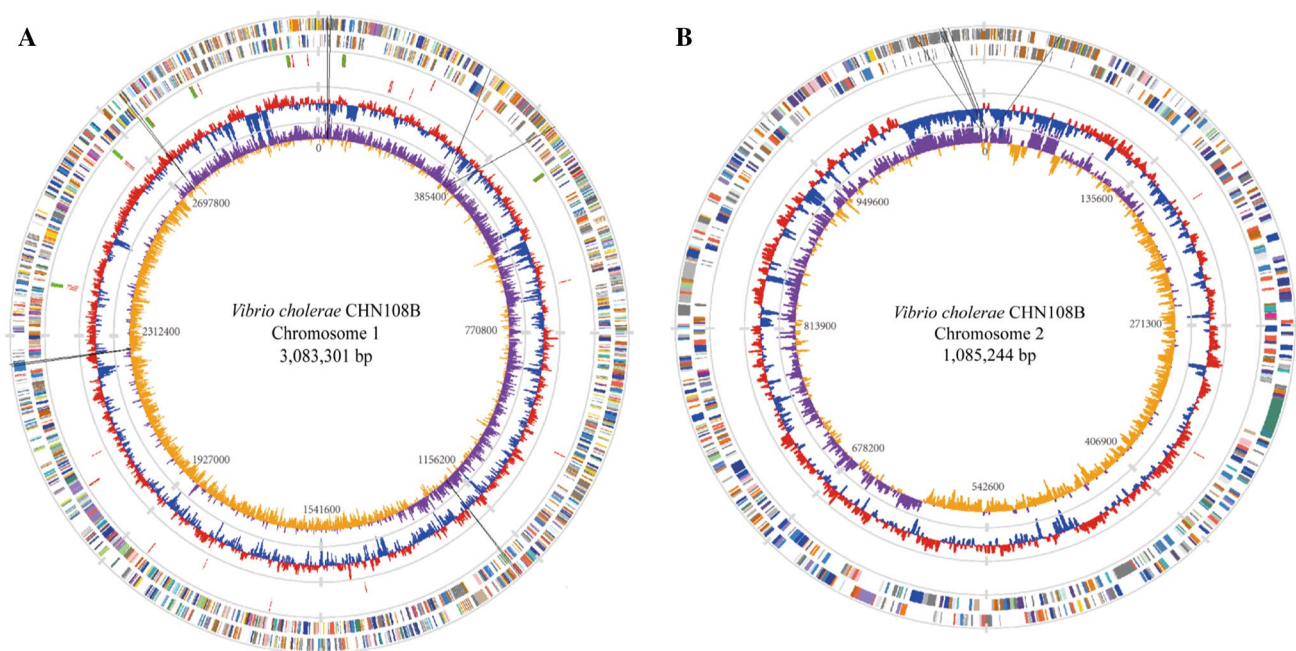 A
B
0
385400
770800
1156200
1541600
1927000
2312400
2697800
Vibrio cholerae CHN108B
Chromosome 1
3,083,301 bp
0
135600
271300
406900
542600
678200
813900
949600
Vibrio cholerae CHN108B
Chromosome 2
1,085,244 bp